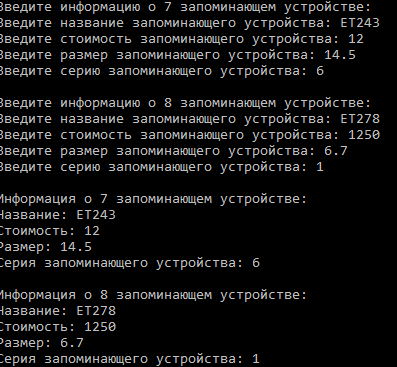 Введите информацию о 7 запоминающем устройстве:
Введите название запоминающего устройства: ET243
Введите стоимость запоминающего устройства: 12
Введите размер запоминающего устройства: 14.5
Введите серию запоминающего устройства: 6
Введите информацию о 8 запоминающем устройстве:
Введите название запоминающего устройства: ET278
Введите стоимость запоминающего устройства: 1250
Введите размер запоминающего устройства: 6.7
Введите серию запоминающего устройства: 1
Информация о 7 запоминающем устройстве:
Название: ET243
Стоимость: 12
Размер: 14.5
Серия запоминающего устройства: 6
Информация о 8 запоминающем устройстве:
Название: ET278
Стоимость: 1250
Размер: 6.7
Серия запоминающего устройства: 1